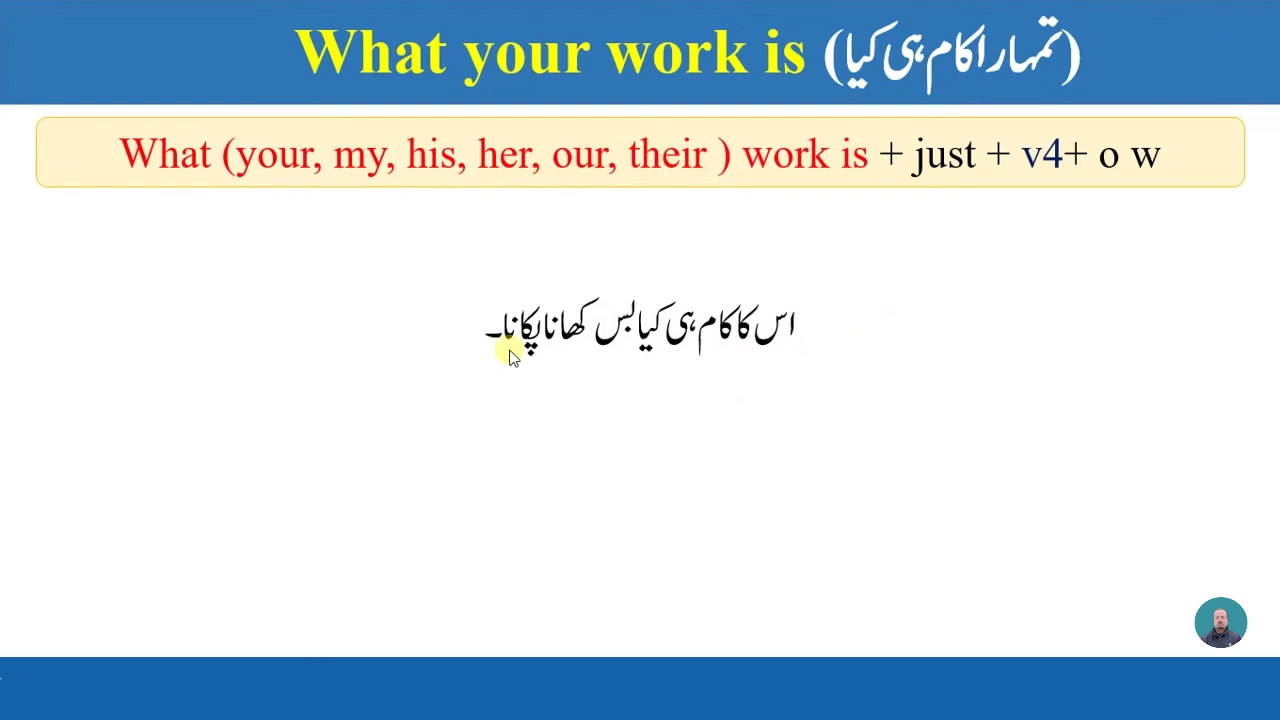 What your work is (تمہارا کام ہی کیا)
What (your, my, his, her, our, their ) work is + just + v4+ o w
اس کا کام ہی کیا بس کھانا پکانا۔